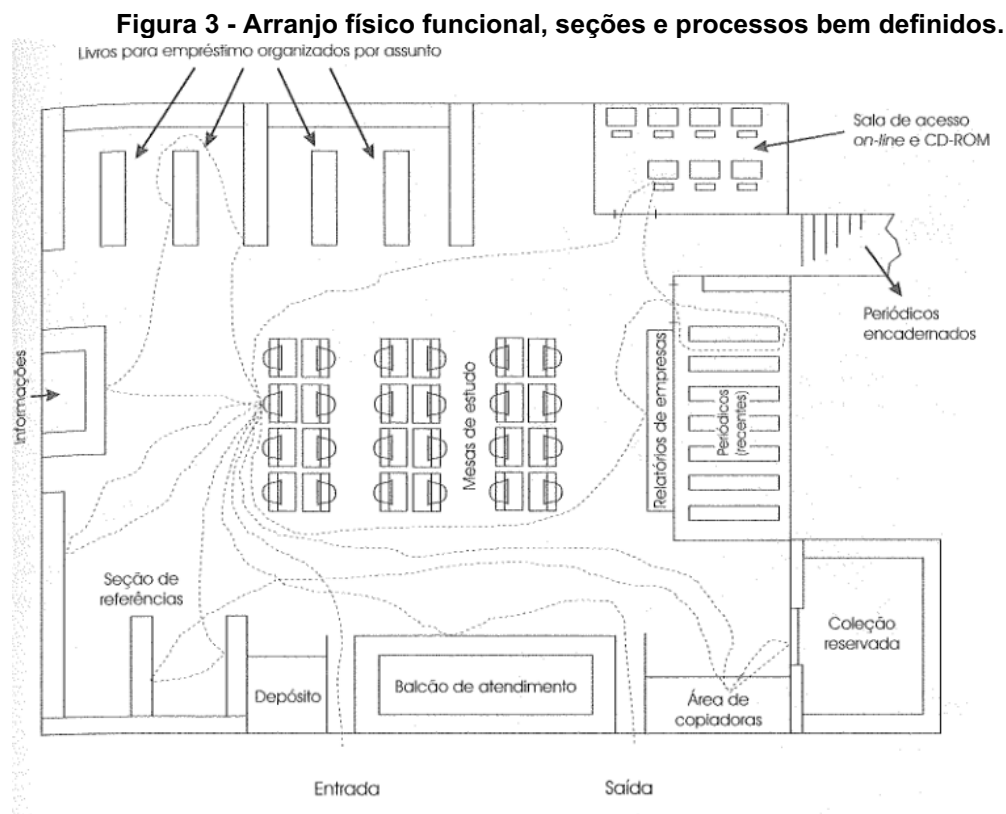 Figura 3 - Arranjo físico funcional, seções e processos bem definidos.
Livros para empréstimo organizados por assunto
Sala de acesso
on-line e CD-ROM
Periódicos
encadernados
Informações
Mesas de estudo
Relatórios de empresas
Periódicos
(recentes)
Seção de
referências
Coleção
reservada
Depósito
Balcão de atendimento
Área de
copiadoras
Entrada
Saída